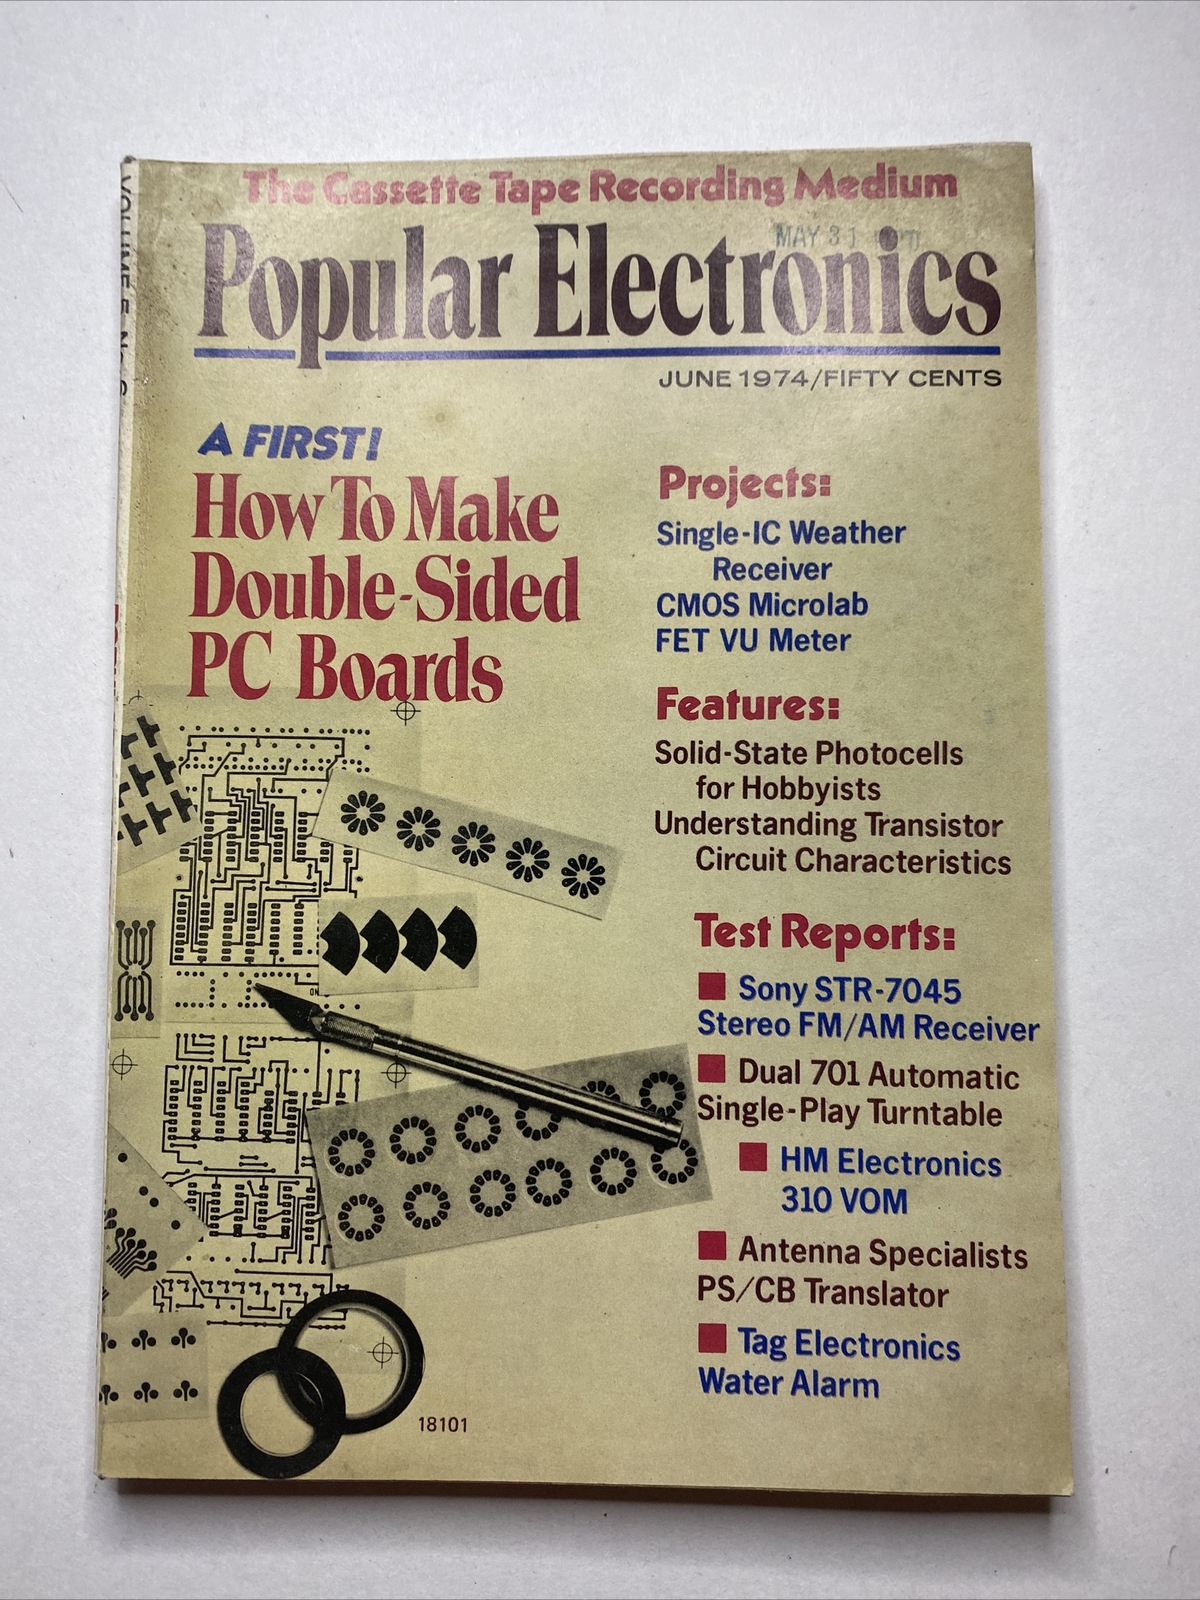 The Cassette Tape Recording Medium
MAY 31
Popular Electronics
JUNE 1974/FIFTY CENTS
A FIRST!
How To Make
Double-Sided
PC Boards
Projects:
Single-IC Weather
Receiver
CMOS Microlab
FET VU Meter
Features:
Solid-State Photocells
for Hobbyists
Understanding Transistor
Circuit Characteristics
Test Reports:
Sony STR-7045
Stereo FM/AM Receiver
Dual 701 Automatic
Single-Play Turntable
HM Electronics
310 VOM
Antenna Specialists
PS/CB Translator
Tag Electronics
Water Alarm
18101
VOLUME 5